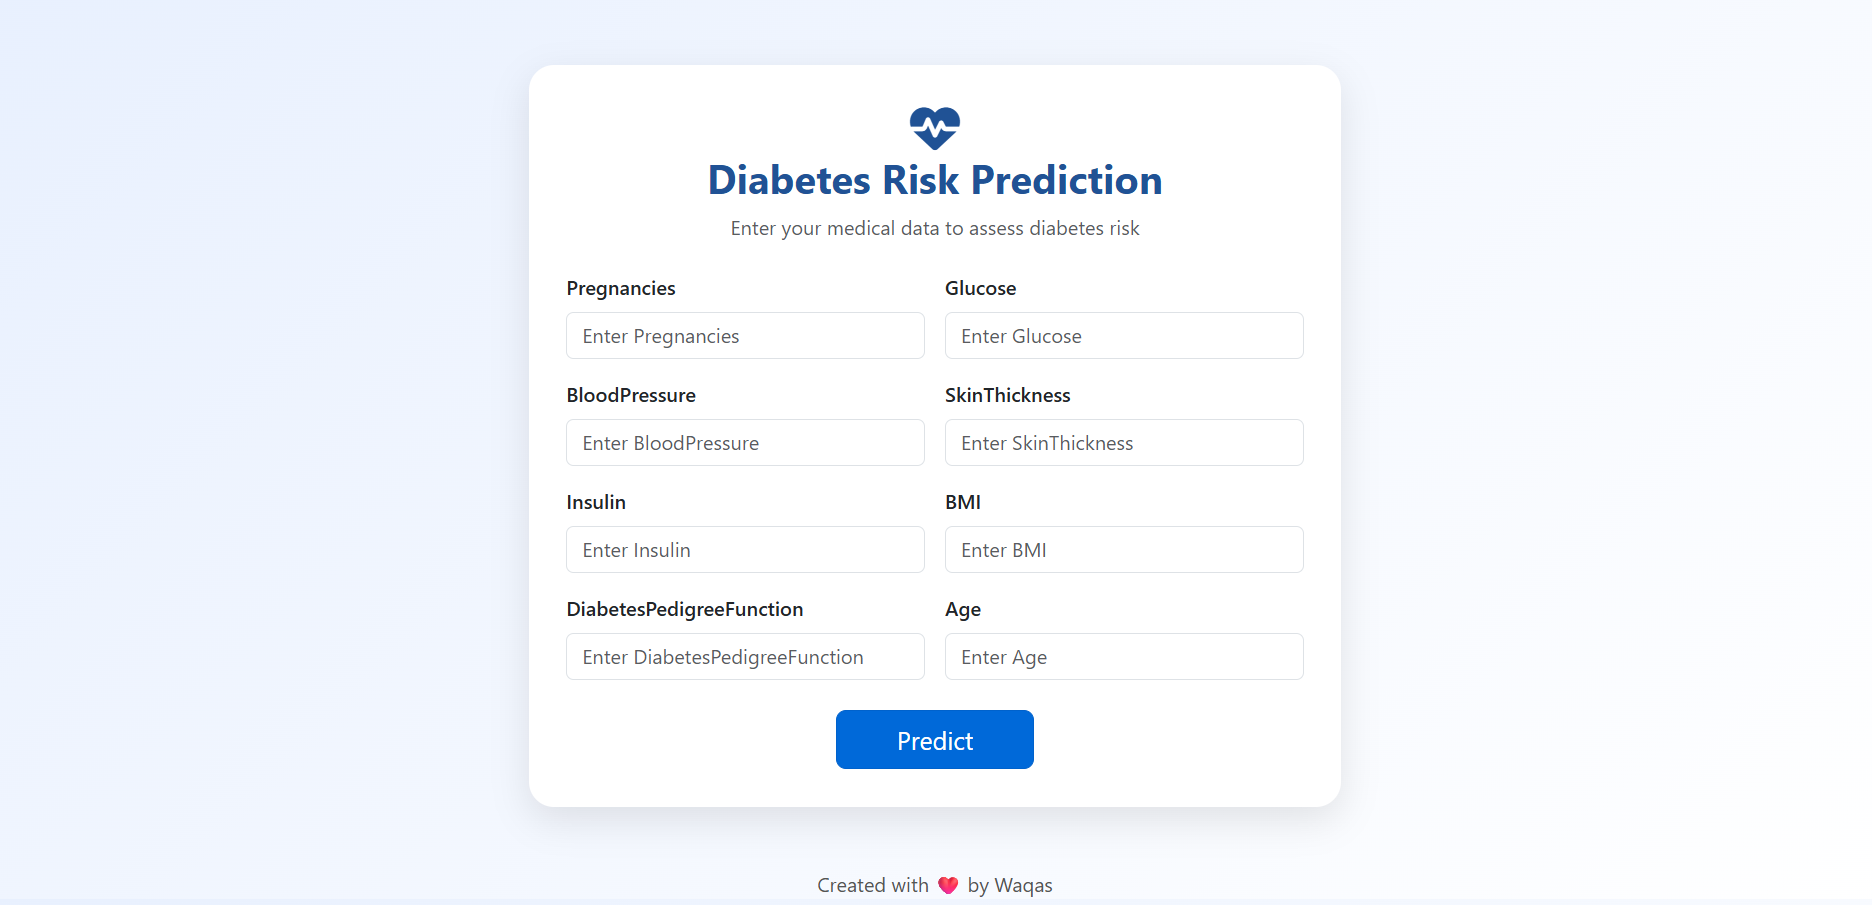 Diabetes Risk Prediction
Enter your medical data to assess diabetes risk
Pregnancies
Glucose
Enter Pregnancies
Enter Glucose
BloodPressure
SkinThickness
Enter BloodPressure
Enter SkinThickness
Insulin
BMI
Enter Insulin
Enter BMI
DiabetesPedigreeFunction
Age
Enter DiabetesPedigreeFunction
Enter Age
Predict
Created with ❤️ by Waqas